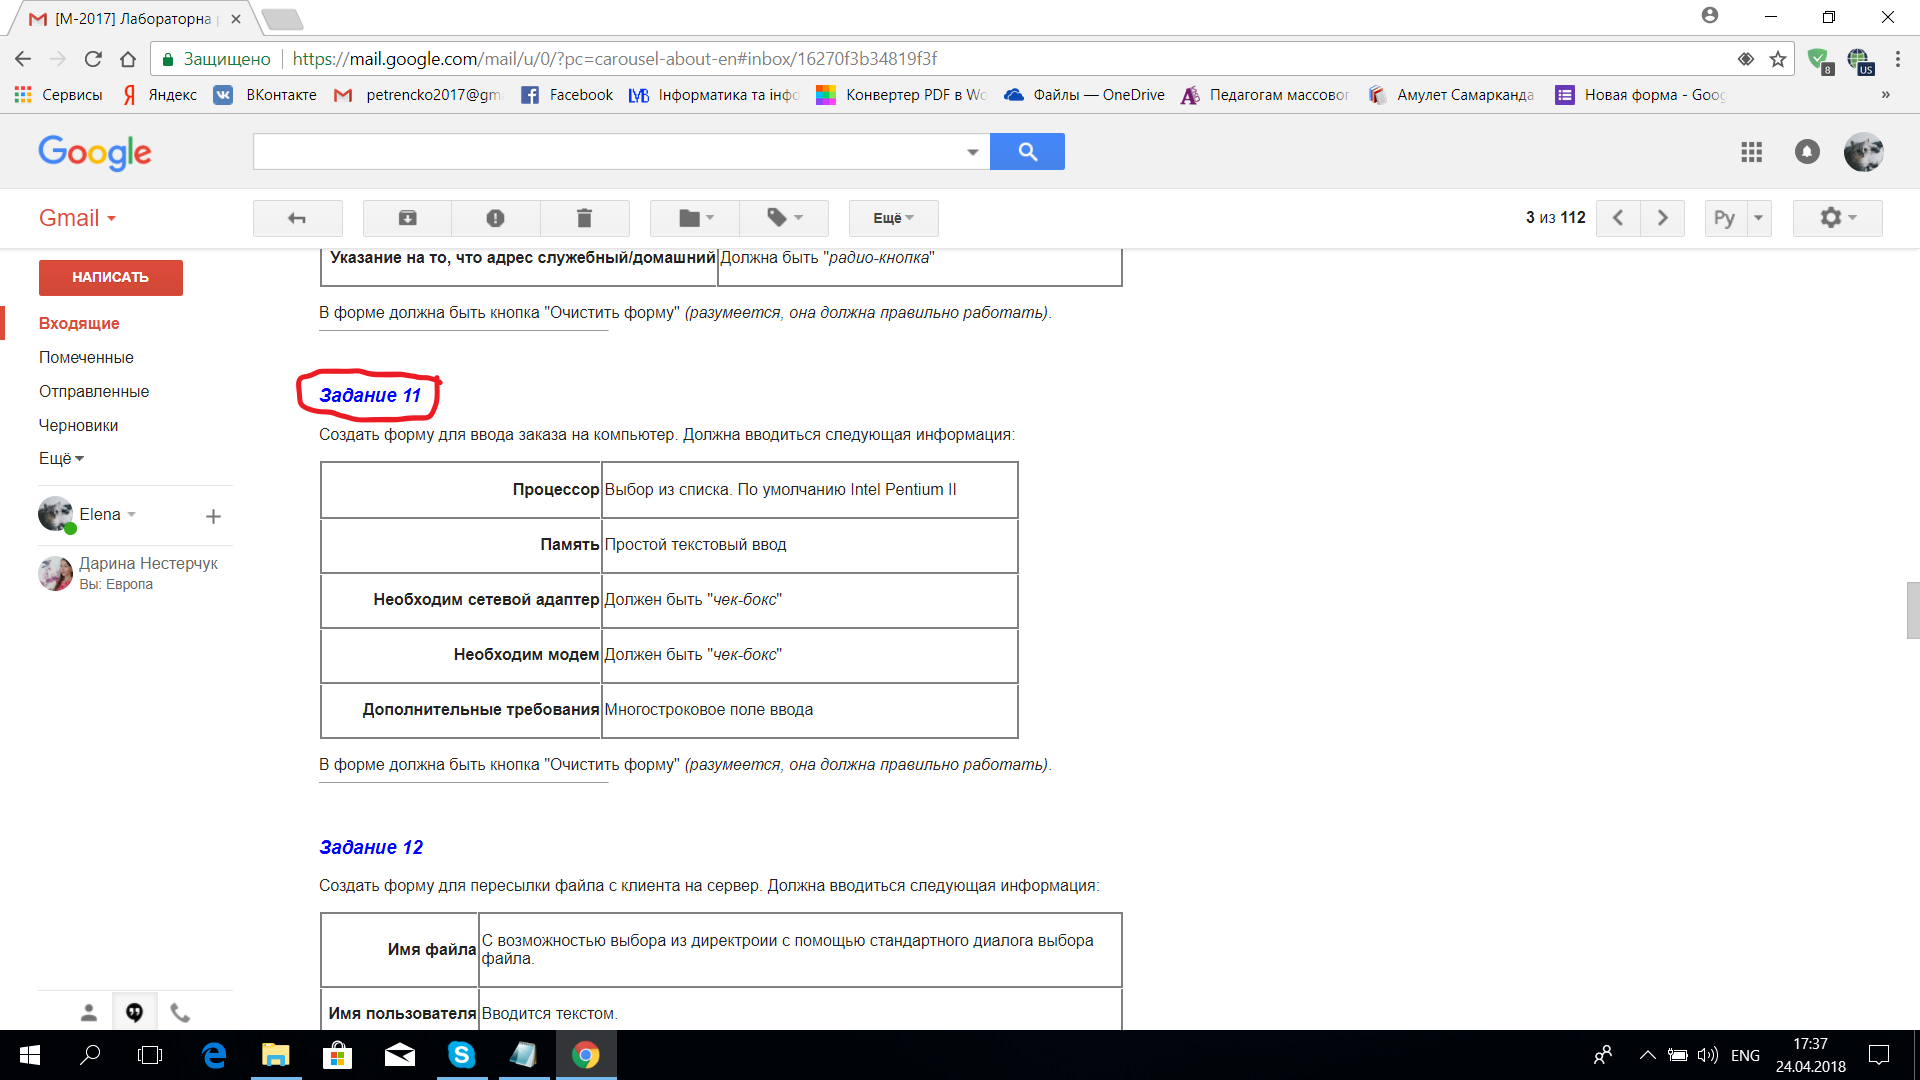 [M-2017] Лабораторна
Защищено
https://mail.google.com/mail/u/0/?pc=carousel-about-en#inbox/16270f3b34819f3f
8
US
Сервисы
Яндекс
ВКонтакте
petrencko2017@gm
Facebook
Інформатика та інфо
Конвертер PDF в Wo
Файлы — OneDrive
Педагогам массовог
Амулет Самарканда
Новая форма - Goog
»
Google
Gmail
Ещё
3 из 112
Ру
НАПИСАТЬ
Входящие
Помеченные
Отправленные
Черновики
Ещё
Elena
Дарина Нестерчук
Вы: Европа
Указание на то, что адрес служебный/домашний Должна быть "радио-кнопка"
В форме должна быть кнопка "Очистить форму" (разумеется, она должна правильно работать).
Задание 11
Создать форму для ввода заказа на компьютер. Должна вводиться следующая информация:
Процессор Выбор из списка. По умолчанию Intel Pentium II
Память Простой текстовый ввод
Необходим сетевой адаптер Должен быть "чек-бокс"
Необходим модем Должен быть "чек-бокс"
Дополнительные требования Многостроковое поле ввода
В форме должна быть кнопка "Очистить форму" (разумеется, она должна правильно работать).
Задание 12
Создать форму для пересылки файла с клиента на сервер. Должна вводиться следующая информация:
Имя файла С возможностью выбора из директроии с помощью стандартного диалога выбора
файла.
Имя пользователя Вводится текстом.
ENG
17:37
24.04.2018